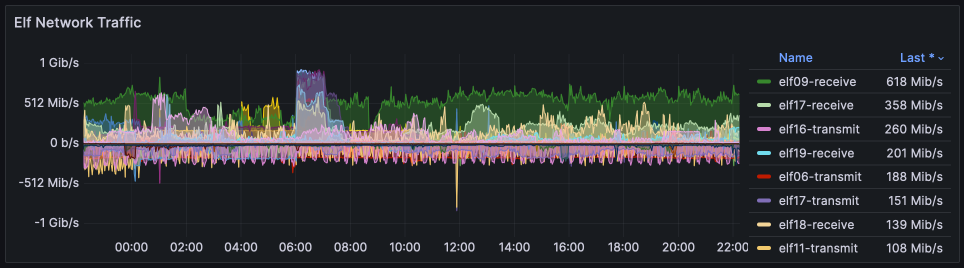 Elf Network Traffic
1 Gib/s
512 Mib/s
0 b/s
-512 Mib/s
-1 Gib/s
00:00 02:00 04:00 06:00 08:00 10:00 12:00 14:00 16:00 18:00 20:00 22:00
Name Last *
elf09-receive 618 Mib/s
elf17-receive 358 Mib/s
elf16-transmit 260 Mib/s
elf19-receive 201 Mib/s
elf06-transmit 188 Mib/s
elf17-transmit 151 Mib/s
elf18-receive 139 Mib/s
elf11-transmit 108 Mib/s